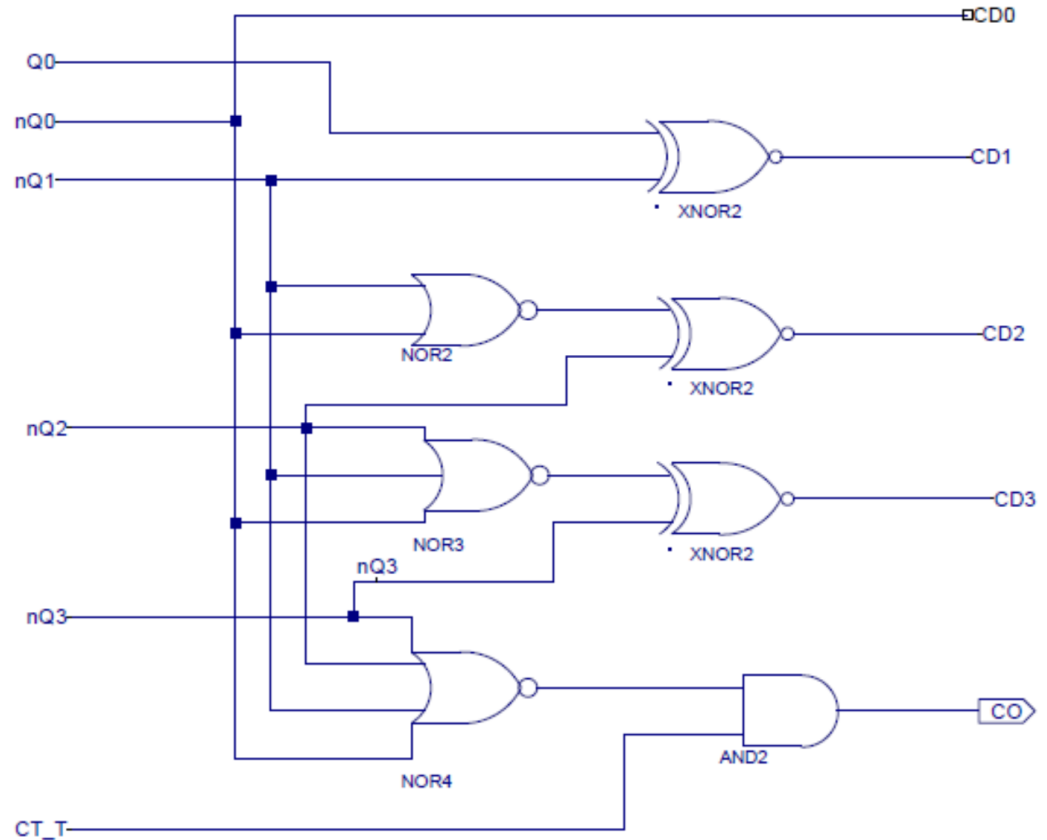 CD0
Q0
nQ0
CD1
nQ1
XNOR2
CD2
NOR2
XNOR2
nQ2
CD3
NOR3
XNOR2
nQ3
nQ3
CO
AND2
NOR4
CT_T